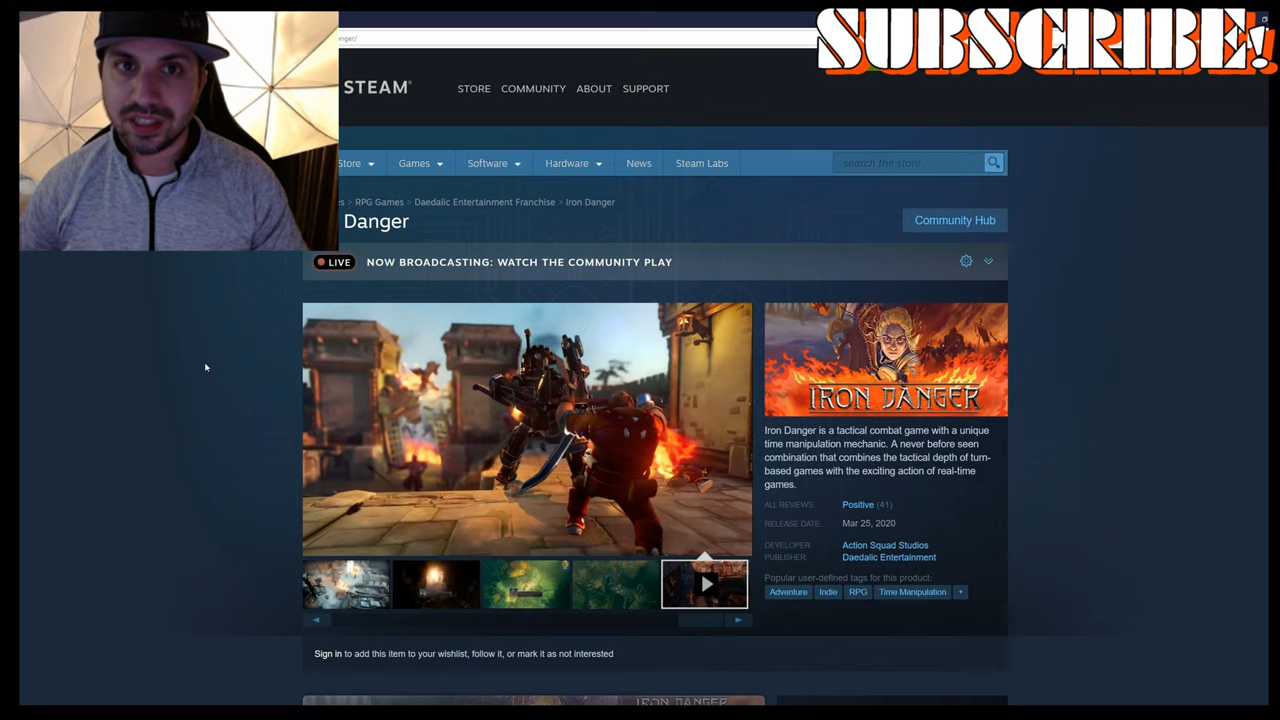 SUBSCRIBE!
anger/
STEAM®
STORE COMMUNITY ABOUT SUPPORT
Store Games Software Hardware News Steam Labs search the store
> RPG Games > Daedalic Entertainment Franchise > Iron Danger
Danger
Community Hub
LIVE NOW BROADCASTING: WATCH THE COMMUNITY PLAY
IRON DANGER
Iron Danger is a tactical combat game with a unique
time manipulation mechanic. A never before seen
combination that combines the tactical depth of turn-
based games with the exciting action of real-time
games.
ALL REVIEWS: Positive (41)
RELEASE DATE: Mar 25, 2020
DEVELOPER: Action Squad Studios
PUBLISHER: Daedalic Entertainment
Popular user-defined tags for this product:
Adventure Indie RPG Time Manipulation +
Sign in to add this item to your wishlist, follow it, or mark it as not interested
IRON DANGER